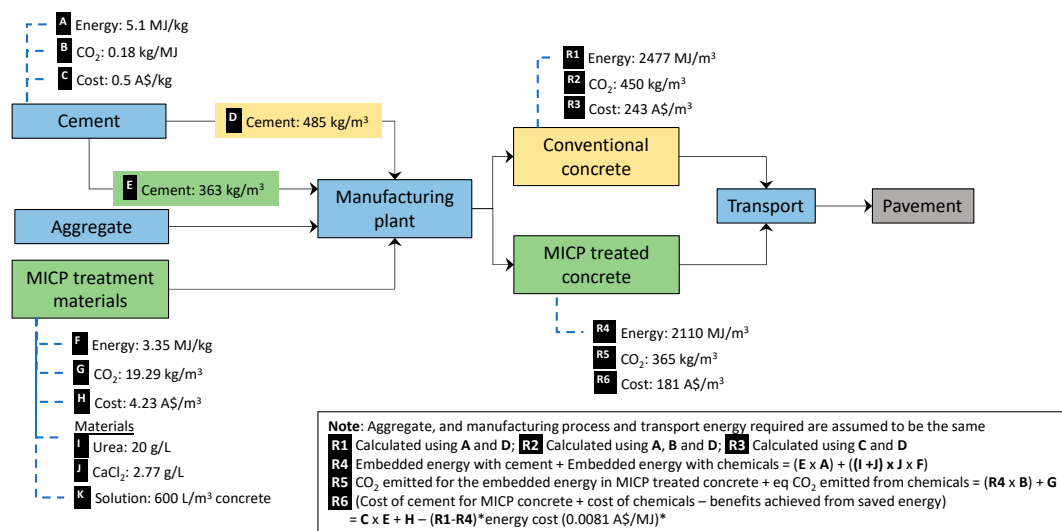 A Energy: 5.1 MJ/kg
B CO₂: 0.18 kg/MJ
C Cost: 0.5 A$/kg
Cement
D Cement: 485 kg/m³
E Cement: 363 kg/m³
Aggregate
MICP treatment
materials
Manufacturing
plant
R1 Energy: 2477 MJ/m³
R2 CO₂: 450 kg/m³
R3 Cost: 243 A$/m³
Conventional
concrete
MICP treated
concrete
Transport
Pavement
F Energy: 3.35 MJ/kg
G CO₂: 19.29 kg/m³
H Cost: 4.23 A$/m³
Materials
I Urea: 20 g/L
J CaCl₂: 2.77 g/L
K Solution: 600 L/m³ concrete
R4 Energy: 2110 MJ/m³
R5 CO₂: 365 kg/m³
R6 Cost: 181 A$/m³
Note: Aggregate, and manufacturing process and transport energy required are assumed to be the same
R1 Calculated using A and D; R2 Calculated using A, B and D; R3 Calculated using C and D
R4 Embedded energy with cement + Embedded energy with chemicals = (E x A) + ((I +J) x J x F)
R5 CO₂ emitted for the embedded energy in MICP treated concrete + eq CO₂ emitted from chemicals = (R4 x B) + G
R6 (Cost of cement for MICP concrete + cost of chemicals – benefits achieved from saved energy)
= C x E + H – (R1-R4)*energy cost (0.0081 A$/MJ)*